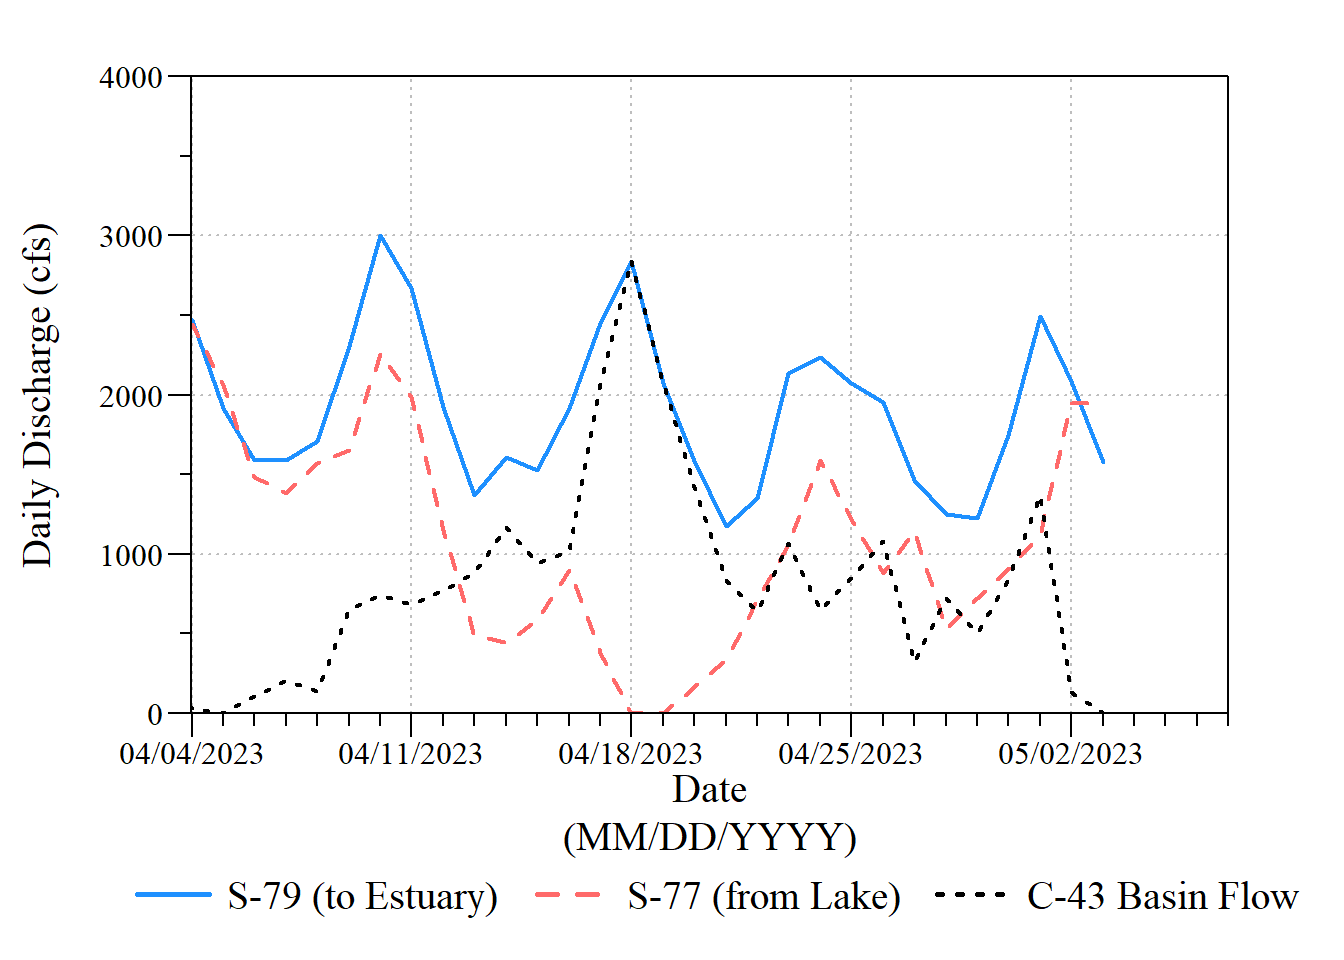 4000
3000
2000
1000
0
Daily Discharge (cfs)
04/04/2023 04/11/2023 04/18/2023 04/25/2023 05/02/2023
Date
(MM/DD/YYYY)
S-79 (to Estuary) S-77 (from Lake) C-43 Basin Flow